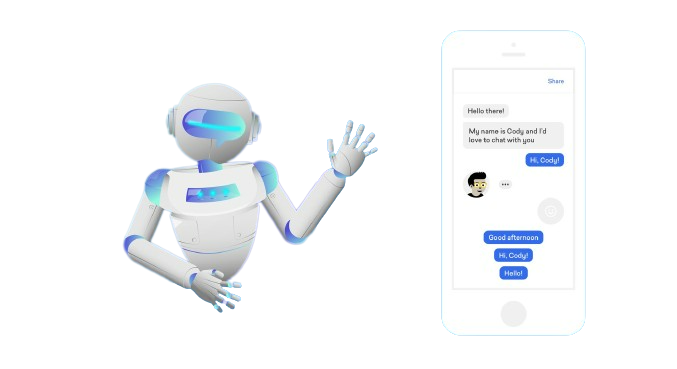 Share
Hello there!
My name is Cody and I'd
love to chat with you
Hi, Cody!
Good afternoon
Hi, Cody!
Hello!